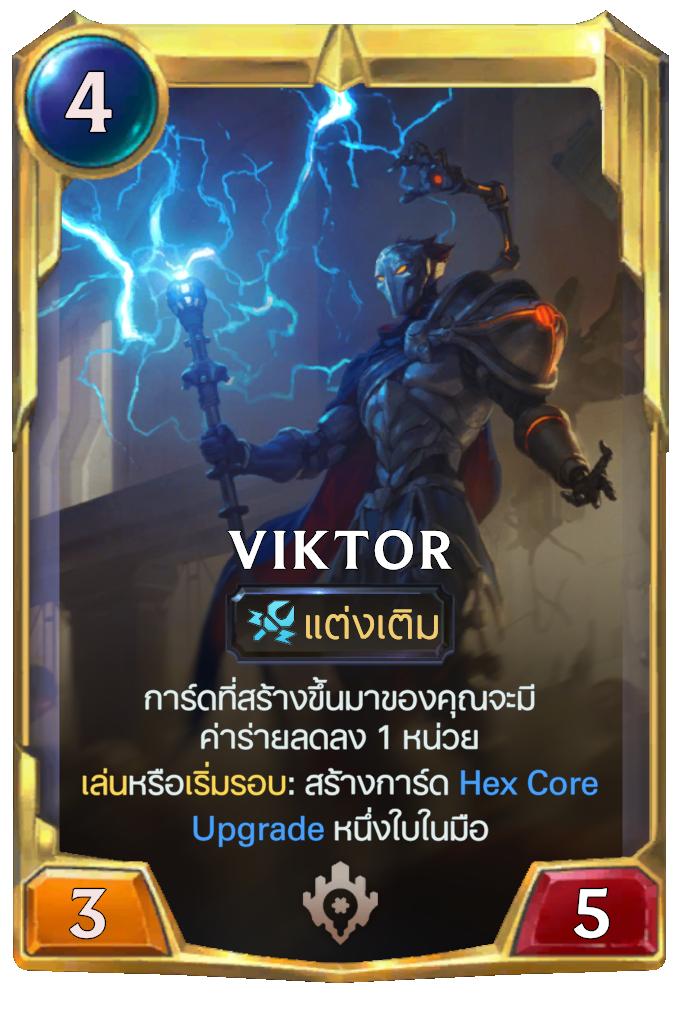 4
VIKTOR
แต่งเติม
การ์ดที่สร้างขึ้นมาของคุณจะมี
ค่าร่ายลดลง 1 หน่วย
เล่นหรือเริ่มรอบ: สร้างการ์ด Hex Core
Upgrade หนึ่งใบในมือ
3
5